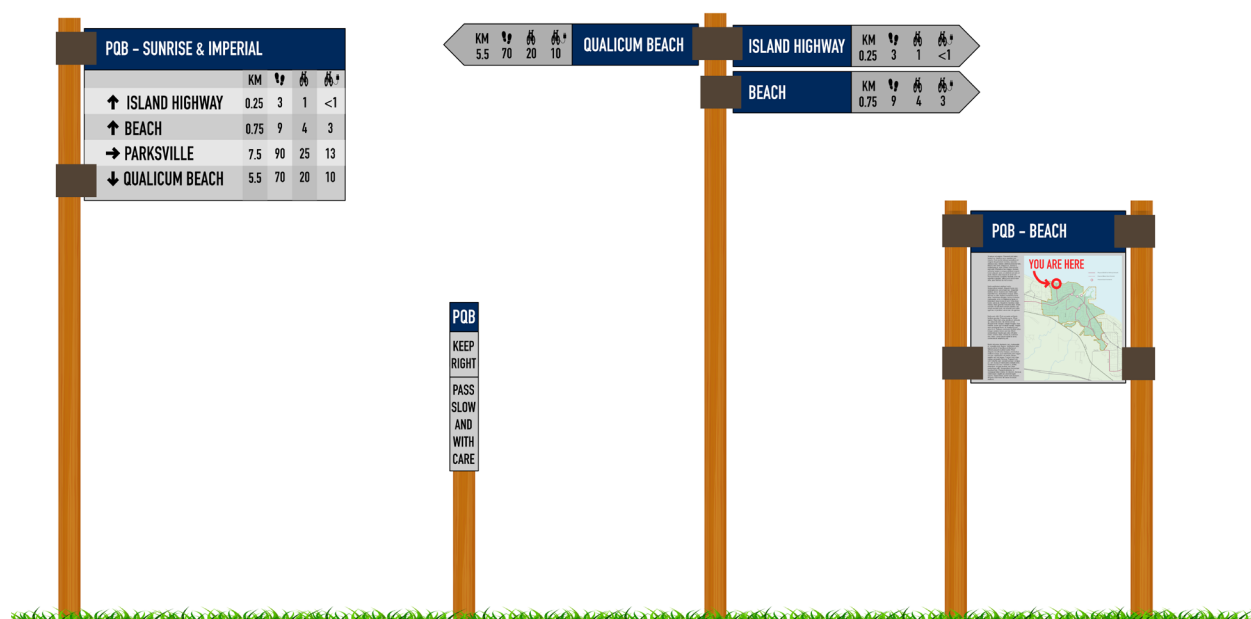 PQB - SUNRISE & IMPERIAL
KM
↑ ISLAND HIGHWAY 0.25 3 1 <1
↑ BEACH 0.75 9 4 3
→ PARKSVILLE 7.5 90 25 13
↓ QUALICUM BEACH 5.5 70 20 10
PQB
KEEP
RIGHT
PASS
SLOW
AND
WITH
CARE
KM
5.5 70 20 10
QUALICUM BEACH
ISLAND HIGHWAY
KM
0.25 3 1 <1
BEACH
KM
0.75 9 4 3
PQB - BEACH
YOU ARE HERE